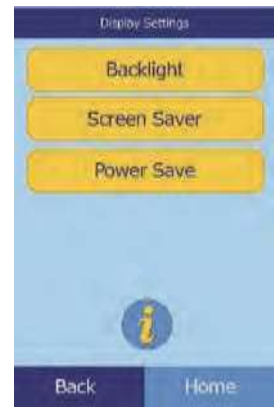 Display Settings
Backlight
Screen Saver
Power Save
i
Back Home